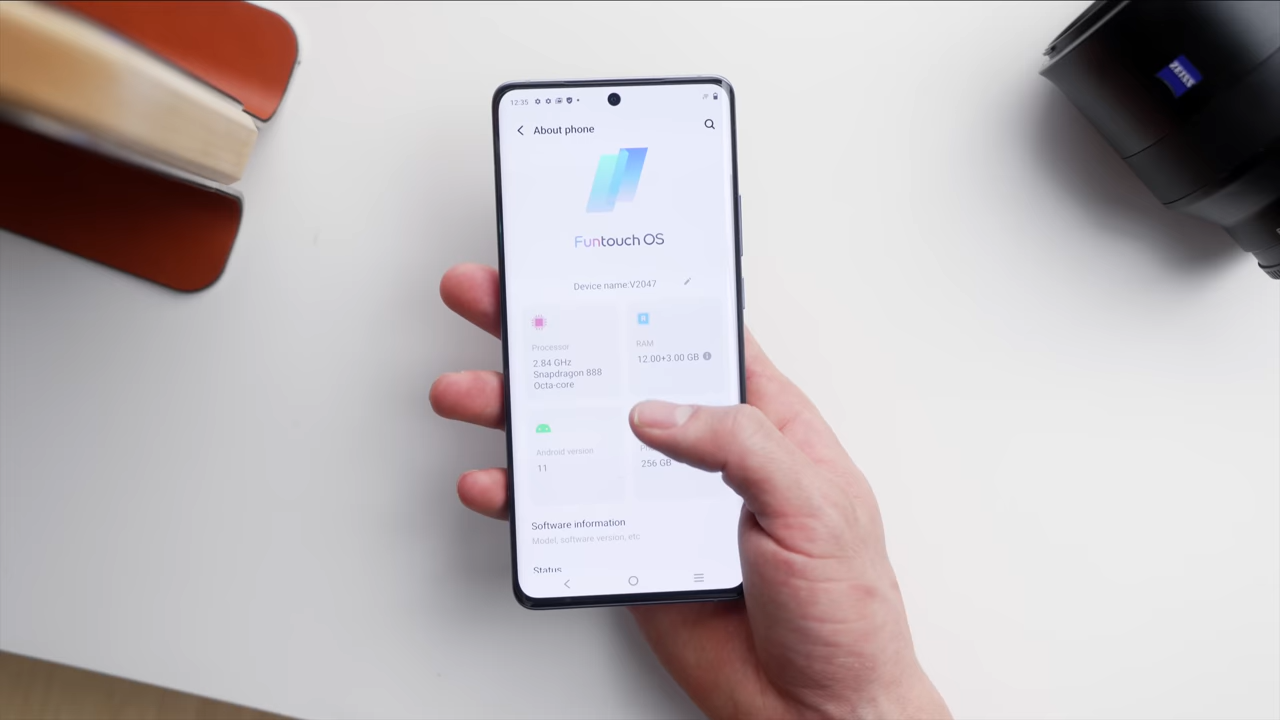 12:35
About phone
Funtouch OS
Device name:V2047
Processor
2.84 GHz
Snapdragon 888
Octa-core
RAM
12.00+3.00 GB
Android version
11
256 GB
Software information
Model, software version, etc
Status
ZEISS